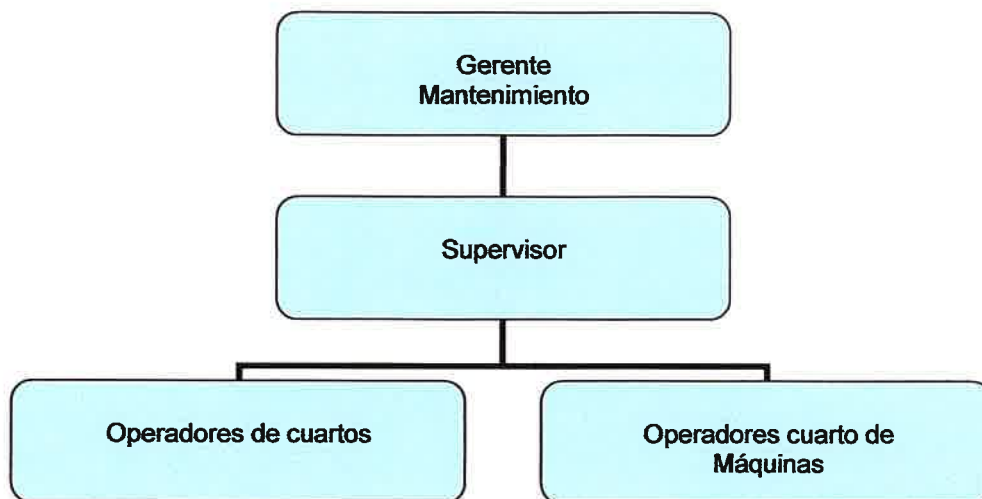 Gerente
Mantenimiento
Supervisor
Operadores de cuartos
Operadores cuarto de
Máquinas